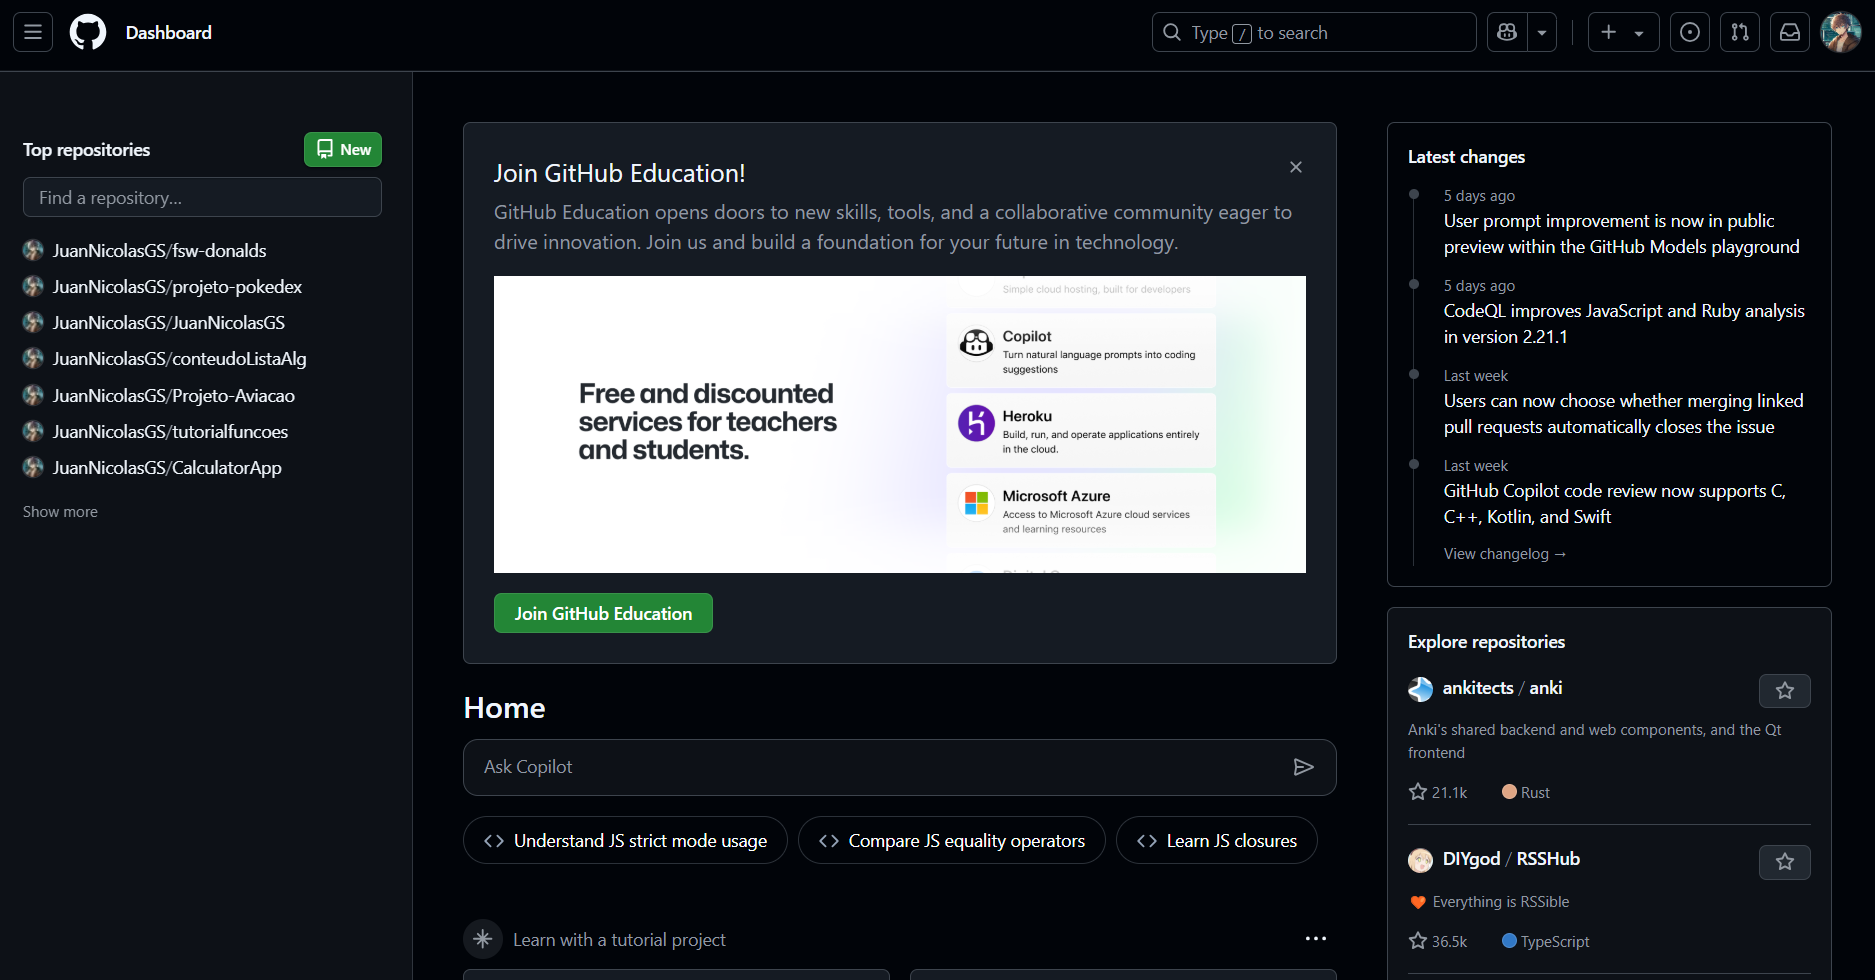 Dashboard
Type / to search
Top repositories
New
Find a repository...
JuanNicolasGS/fsw-donalds
JuanNicolasGS/projeto-pokedex
JuanNicolasGS/JuanNicolasGS
JuanNicolasGS/conteudoListaAlg
JuanNicolasGS/Projeto-Aviacao
JuanNicolasGS/tutorialfuncoes
JuanNicolasGS/CalculatorApp
Show more
Join GitHub Education!
GitHub Education opens doors to new skills, tools, and a collaborative community eager to
drive innovation. Join us and build a foundation for your future in technology.
Free and discounted
services for teachers
and students.
Simple cloud hosting, built for developers
Copilot
Turn natural language prompts into coding
suggestions
Heroku
Build, run, and operate applications entirely
in the cloud.
Microsoft Azure
Access to Microsoft Azure cloud services
and learning resources
Join GitHub Education
Home
Ask Copilot
Understand JS strict mode usage
Compare JS equality operators
Learn JS closures
Learn with a tutorial project
Latest changes
5 days ago
User prompt improvement is now in public
preview within the GitHub Models playground
5 days ago
CodeQL improves JavaScript and Ruby analysis
in version 2.21.1
Last week
Users can now choose whether merging linked
pull requests automatically closes the issue
Last week
GitHub Copilot code review now supports C,
C++, Kotlin, and Swift
View changelog →
Explore repositories
ankitects / anki
Anki's shared backend and web components, and the Qt
frontend
21.1k
Rust
DIYgod / RSSHub
🧡 Everything is RSSible
36.5k
TypeScript